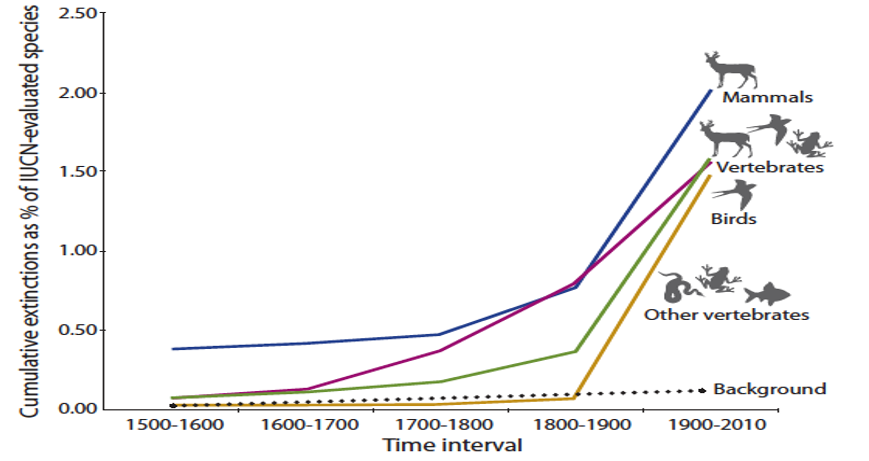 Cumulative extinctions as % of IUCN-evaluated species
2.50
2.00
1.50
1.00
0.50
0.00
Mammals
Vertebrates
Birds
Other vertebrates
Background
1500-1600 1600-1700 1700-1800 1800-1900 1900-2010
Time interval